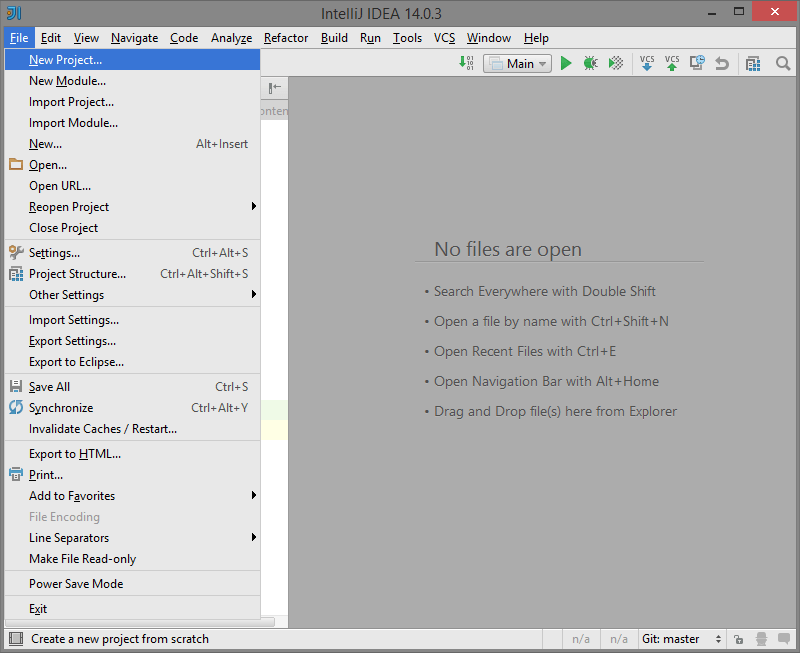 IntelliJ IDEA 14.0.3
File Edit View Navigate Code Analyze Refactor Build Run Tools VCS Window Help
Main VCS VCS
New Project...
New Module...
Import Project...
Import Module...
New... Alt+Insert
Open...
Open URL...
Reopen Project
Close Project
Settings... Ctrl+Alt+S
Project Structure... Ctrl+Alt+Shift+S
Other Settings
Import Settings...
Export Settings...
Export to Eclipse...
Save All Ctrl+S
Synchronize Ctrl+Alt+Y
Invalidate Caches / Restart...
Export to HTML...
Print...
Add to Favorites
File Encoding
Line Separators
Make File Read-only
Power Save Mode
Exit
No files are open
• Search Everywhere with Double Shift
• Open a file by name with Ctrl+Shift+N
• Open Recent Files with Ctrl+E
• Open Navigation Bar with Alt+Home
• Drag and Drop file(s) here from Explorer
Create a new project from scratch n/a n/a Git: master